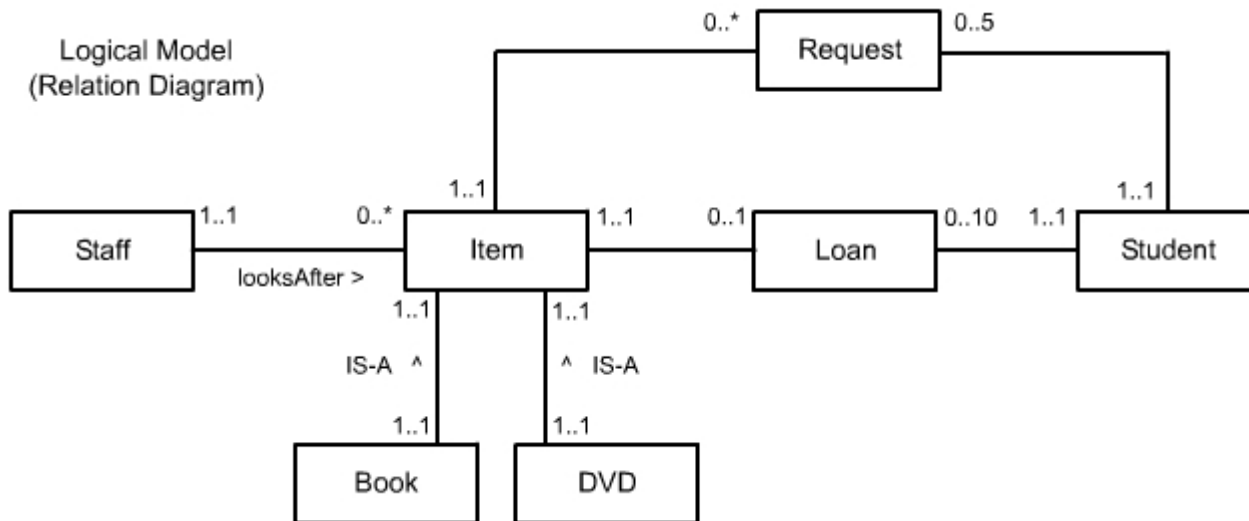 0..*
0..5
Request
Logical Model
(Relation Diagram)
1..1
1..1
1..1
0..*
1..1
0..1
0..10
1..1
Staff
Item
Loan
Student
looksAfter >
1..1
1..1
IS-A ^
^ IS-A
1..1
1..1
Book
DVD